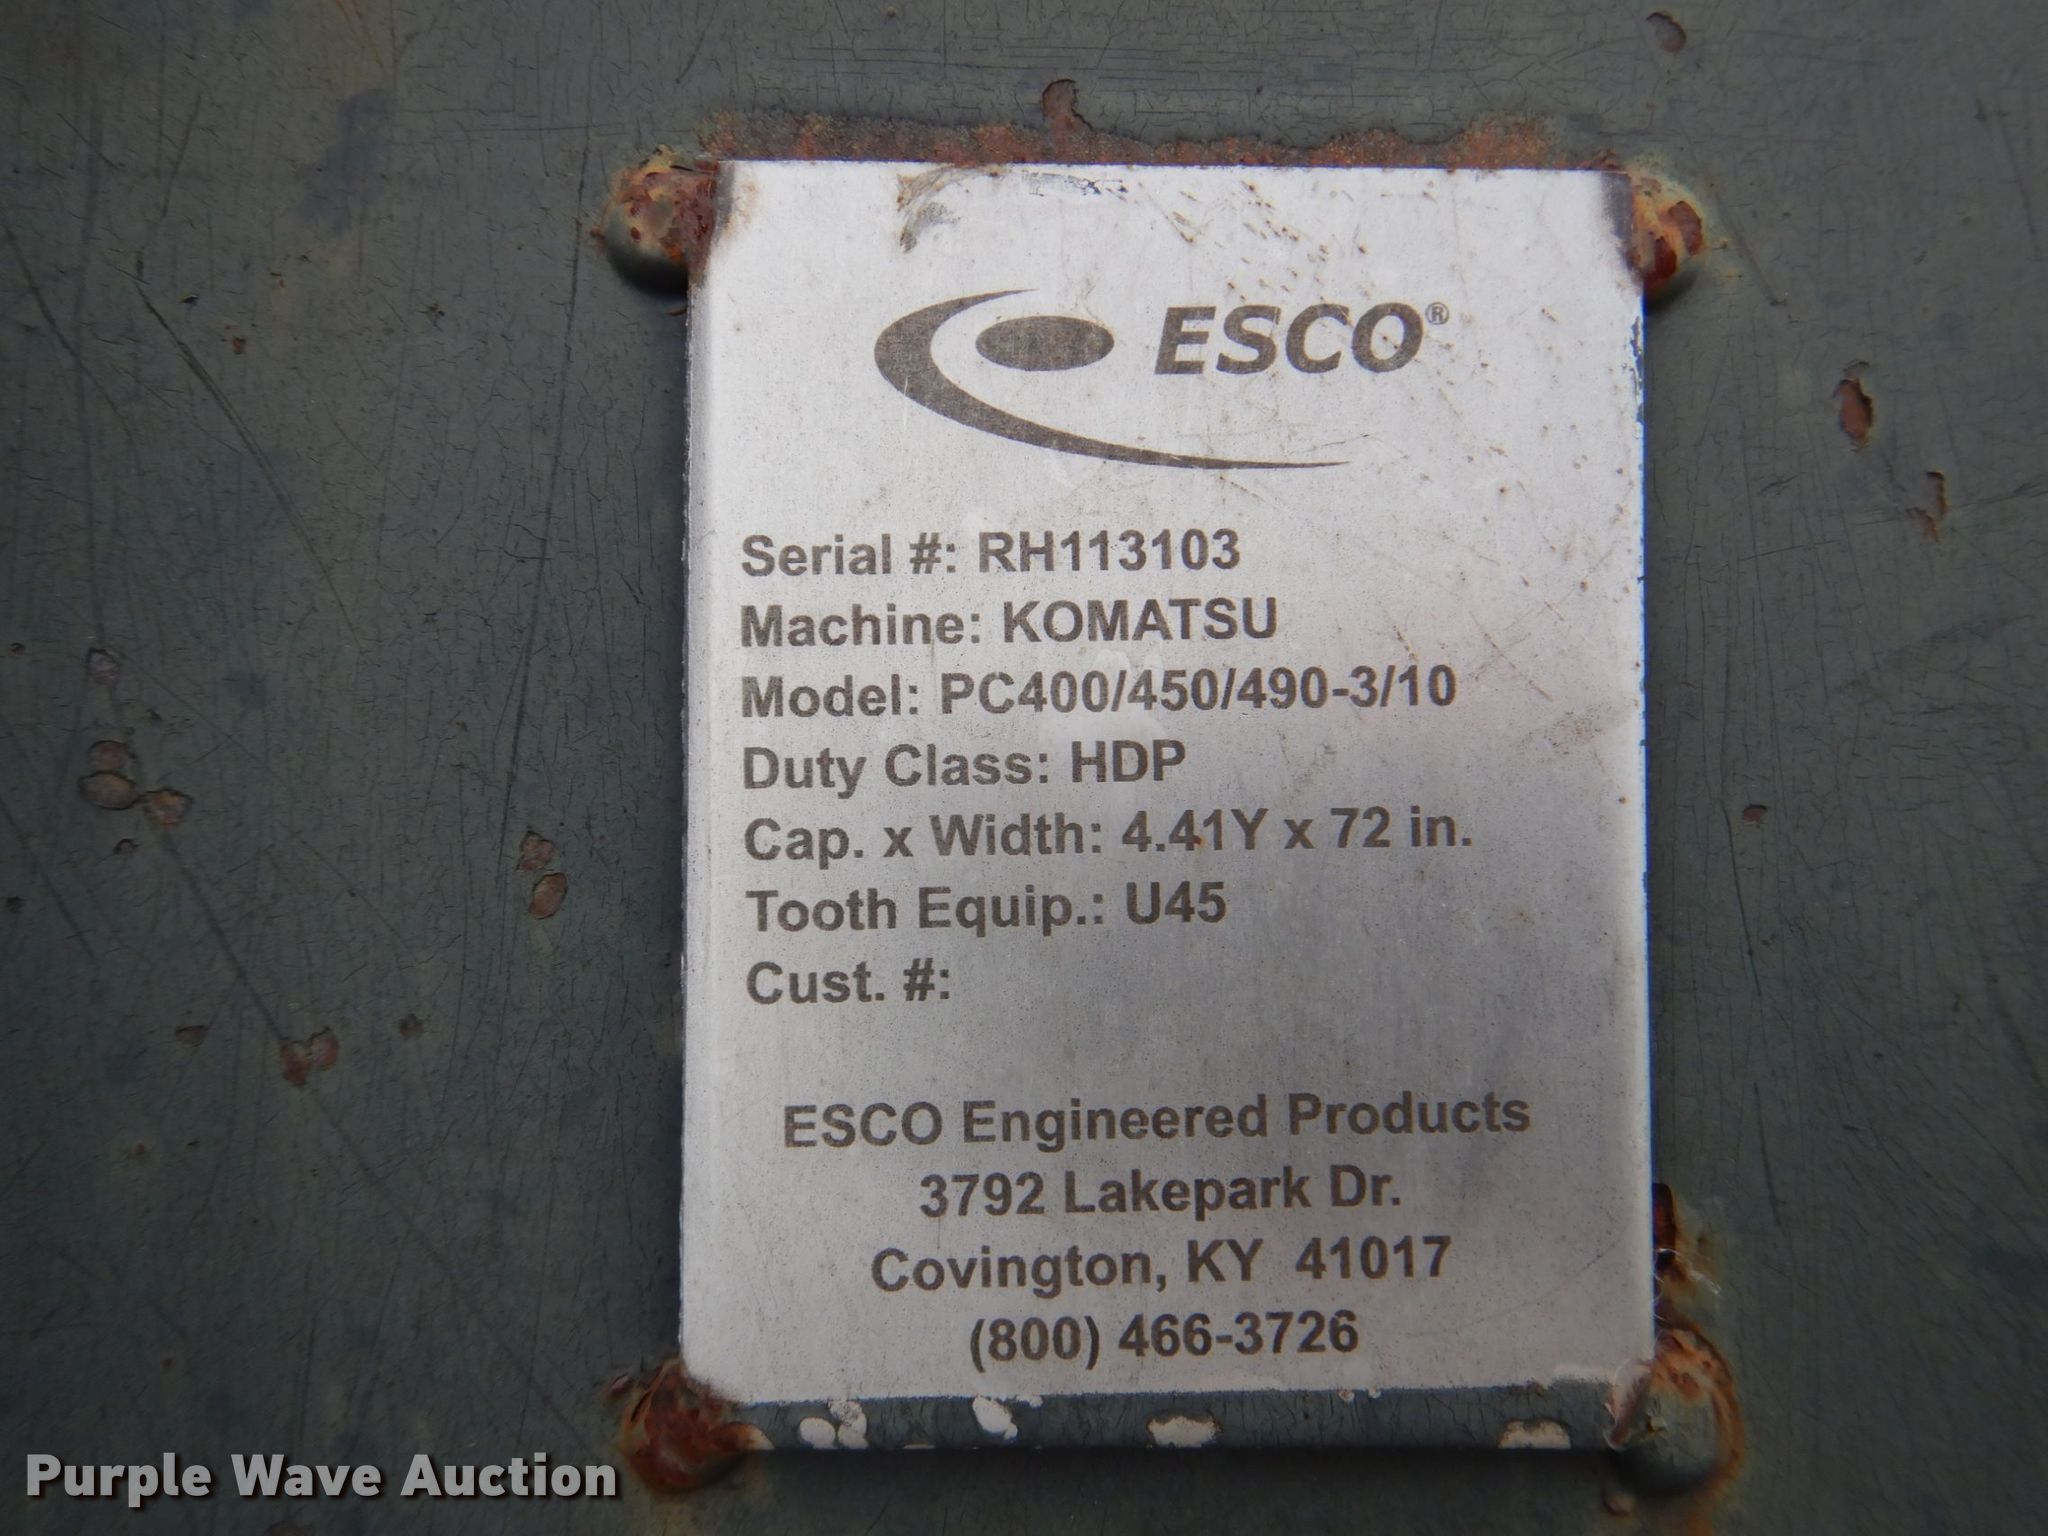 ESCO®
Serial #: RH113103
Machine: KOMATSU
Model: PC400/450/490-3/10
Duty Class: HDP
Cap. x Width: 4.41Y x 72 in.
Tooth Equip.: U45
Cust. #:
ESCO Engineered Products
3792 Lakepark Dr.
Covington, KY 41017
(800) 466-3726
Purple Wave Auction